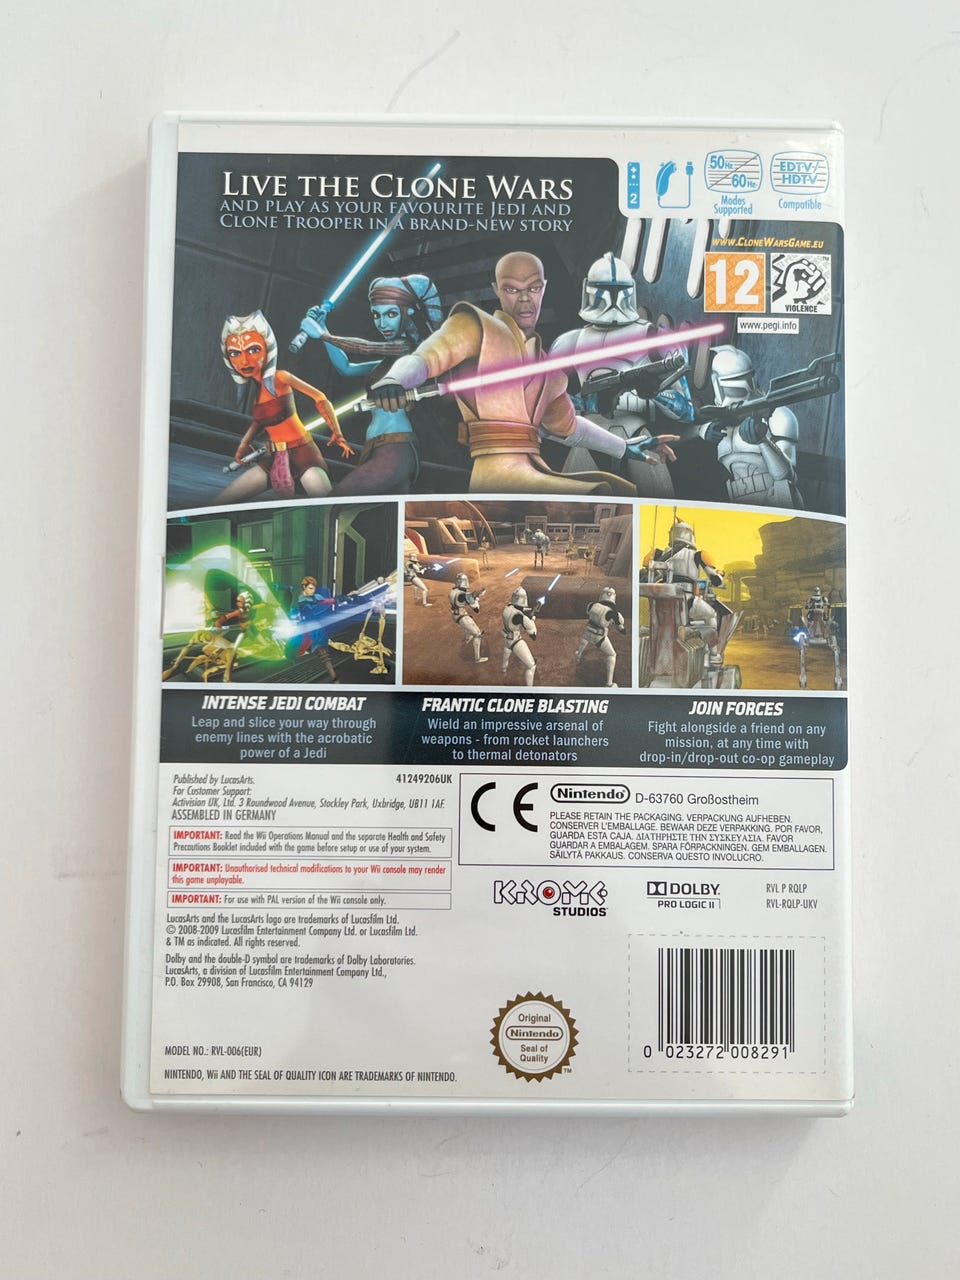 LIVE THE CLONE WARS
AND PLAY AS YOUR FAVOURITE JEDI AND
CLONE TROOPER IN A BRAND-NEW STORY
2
50Hz
60Hz
Modes
Supported
EDTV/
HDTV
Compatible
WWW.CLONEWARSGAME.EU
12
VIOLENCE
www.pegi.info
INTENSE JEDI COMBAT
Leap and slice your way through
enemy lines with the acrobatic
power of a Jedi
FRANTIC CLONE BLASTING
Wield an impressive arsenal of
weapons - from rocket launchers
to thermal detonators
JOIN FORCES
Fight alongside a friend on any
mission, at any time with
drop-in/drop-out co-op gameplay
Published by LucasArts.
For Customer Support:
Activision UK, Ltd. 3 Roundwood Avenue, Stockley Park, Uxbridge, UB11 1AF.
ASSEMBLED IN GERMANY
41249206UK
IMPORTANT: Read the Wii Operations Manual and the separate Health and Safety
Precautions Booklet included with the game before setup or use of your system.
IMPORTANT: Unauthorised technical modifications to your Wii console may render
this game unplayable.
IMPORTANT: For use with PAL version of the Wii console only.
LucasArts and the LucasArts logo are trademarks of Lucasfilm Ltd.
© 2008-2009 Lucasfilm Entertainment Company Ltd. or Lucasfilm Ltd.
& TM as indicated. All rights reserved.
Dolby and the double-D symbol are trademarks of Dolby Laboratories.
LucasArts, a division of Lucasfilm Entertainment Company Ltd.,
P.O. Box 29908, San Francisco, CA 94129
MODEL NO.: RVL-006(EUR)
NINTENDO, Wii AND THE SEAL OF QUALITY ICON ARE TRADEMARKS OF NINTENDO.
CE
Nintendo D-63760 Großostheim
PLEASE RETAIN THE PACKAGING. VERPACKUNG AUFHEBEN.
CONSERVER L'EMBALLAGE. BEWAAR DEZE VERPAKKING. POR FAVOR,
GUARDA ESTA CAJA. ΔΙΑΤΗΡΗΣΤΕ ΤΗΝ ΣΥΣΚΕΥΑΣΙΑ. FAVOR
GUARDAR A EMBALAGEM. SPARA FÖRPACKNINGEN. GEM EMBALLAGEN.
SÄILYTÄ PAKKAUS. CONSERVA QUESTO INVOLUCRO.
KROME
STUDIOS
DOLBY
PRO LOGIC II
RVL P RQLP
RVL-RQLP-UKV
Original
Nintendo
Seal of
Quality
TM
0 023272 008291